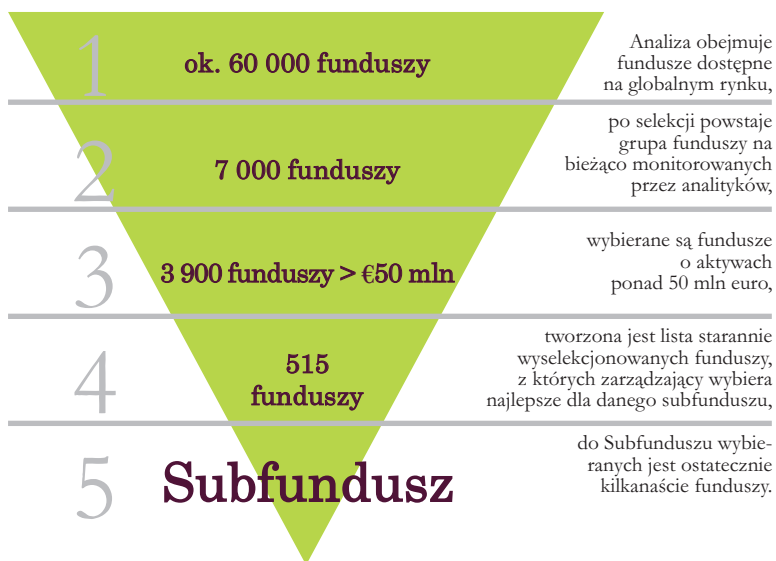 1
ok. 60 000 funduszy
Analiza obejmuje
fundusze dostępne
na globalnym rynku,
2
7 000 funduszy
po selekcji powstaje
grupa funduszy na
bieżąco monitorowanych
przez analityków,
3
3 900 funduszy > €50 mln
wybierane są fundusze
o aktywach
ponad 50 mln euro,
4
515
funduszy
tworzona jest lista starannie
wyselekcjonowanych funduszy,
z których zarządzający wybiera
najlepsze dla danego subfunduszu,
5
Subfundusz
do Subfunduszu wybie-
ranych jest ostatecznie
kilkanaście funduszy.